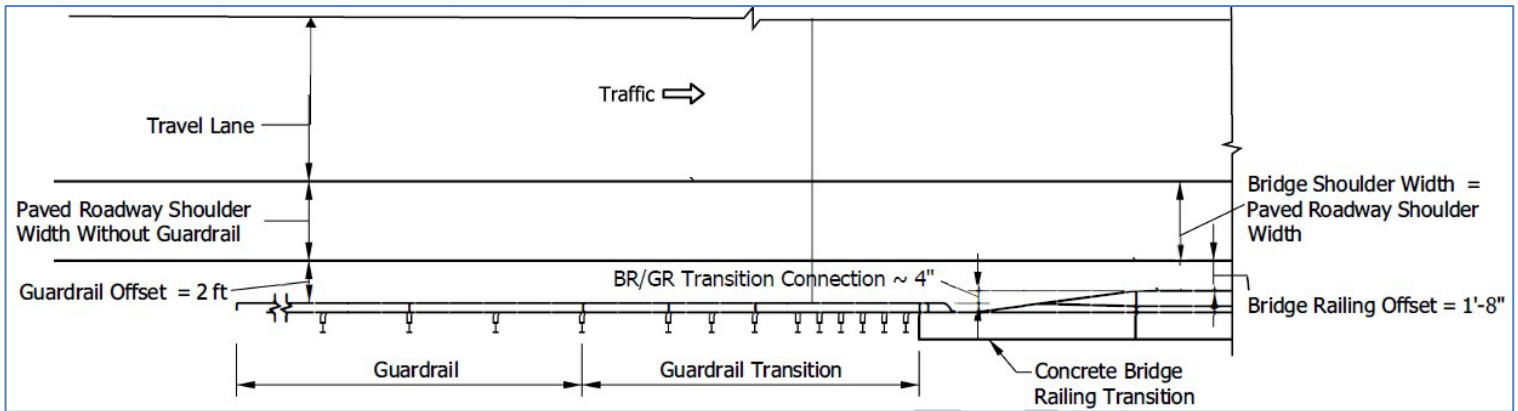 Traffic
Travel Lane
Paved Roadway Shoulder
Width Without Guardrail
Bridge Shoulder Width =
Paved Roadway Shoulder
Width
BR/GR Transition Connection ~ 4"
Guardrail Offset = 2 ft
Bridge Railing Offset = 1'-8"
Guardrail
Guardrail Transition
Concrete Bridge
Railing Transition